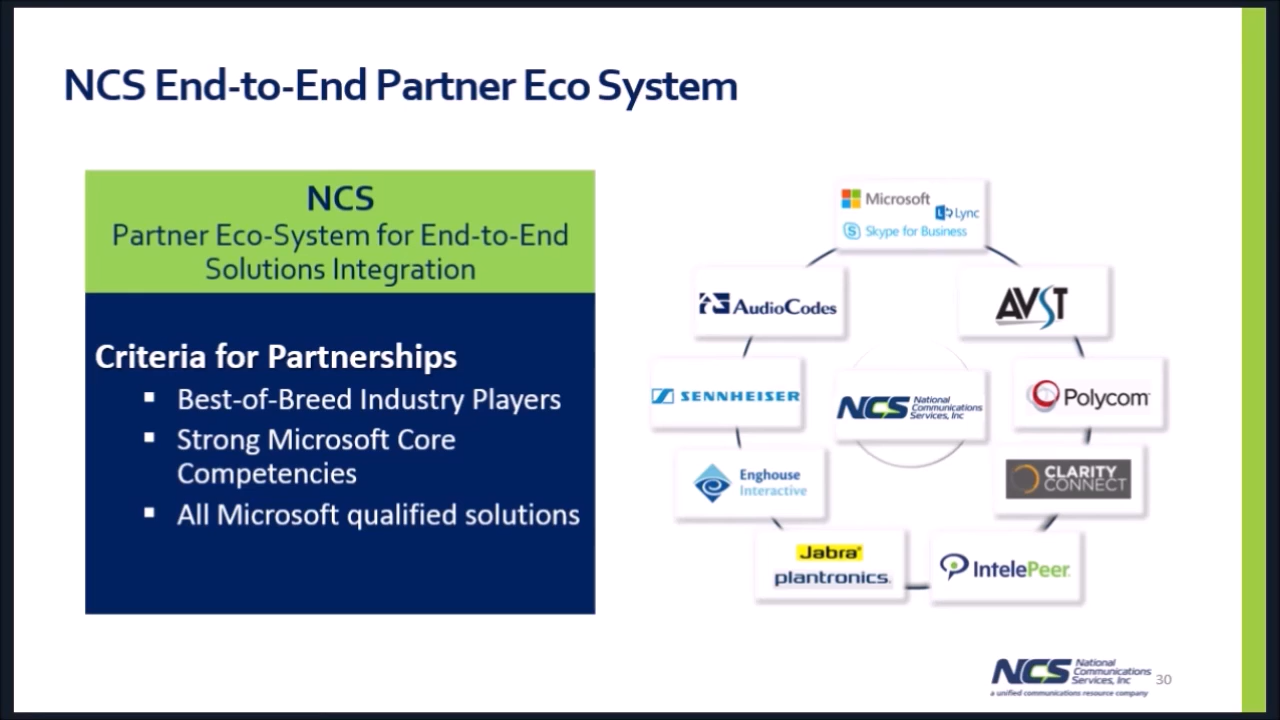 NCS End-to-End Partner Eco System
NCS
Partner Eco-System for End-to-End
Solutions Integration
Criteria for Partnerships
▪ Best-of-Breed Industry Players
▪ Strong Microsoft Core
Competencies
▪ All Microsoft qualified solutions
Microsoft
Lync
Skype for Business
AudioCodes
AVST
SENNHEISER
NCS National
Communications
Services, Inc
Polycom
Enghouse
Interactive
CLARITY
CONNECT
Jabra
plantronics.
IntelePeer
NCS National
Communications
Services, Inc
a unified communications resource company
30